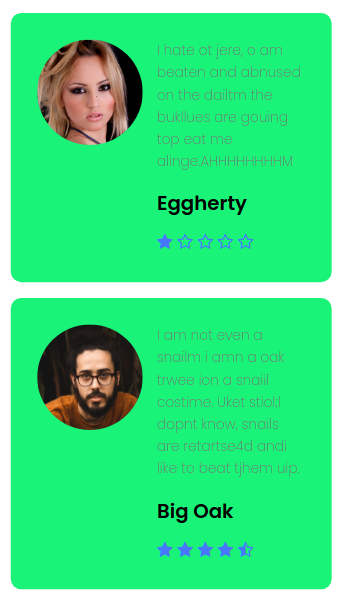 I hate ot jere, o am
beaten and abnused
on the dailtm the
bukllues are gouing
top eat me
alinge.AHHHHHHHHM
Eggherty
I am not even a
snailm i amn a oak
trwee ion a snaiil
costime. Uket stiol;l
dopnt know, snails
are retartse4d andi
like to beat tjhem uip.
Big Oak